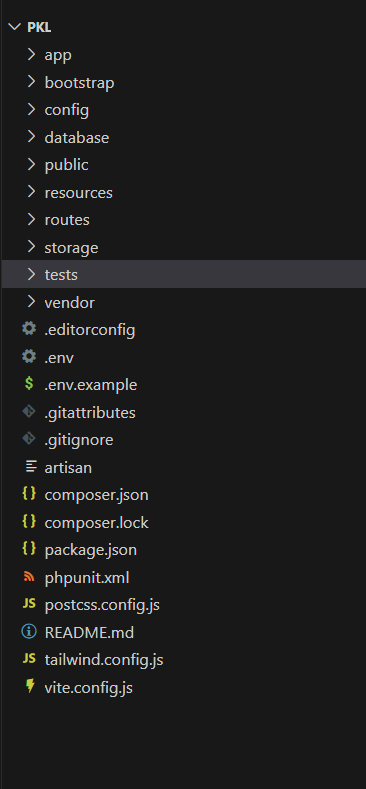 PKL
app
bootstrap
config
database
public
resources
routes
storage
tests
vendor
.editorconfig
.env
$ .env.example
.gitattributes
.gitignore
artisan
{} composer.json
{} composer.lock
{} package.json
phpunit.xml
JS postcss.config.js
README.md
JS tailwind.config.js
vite.config.js